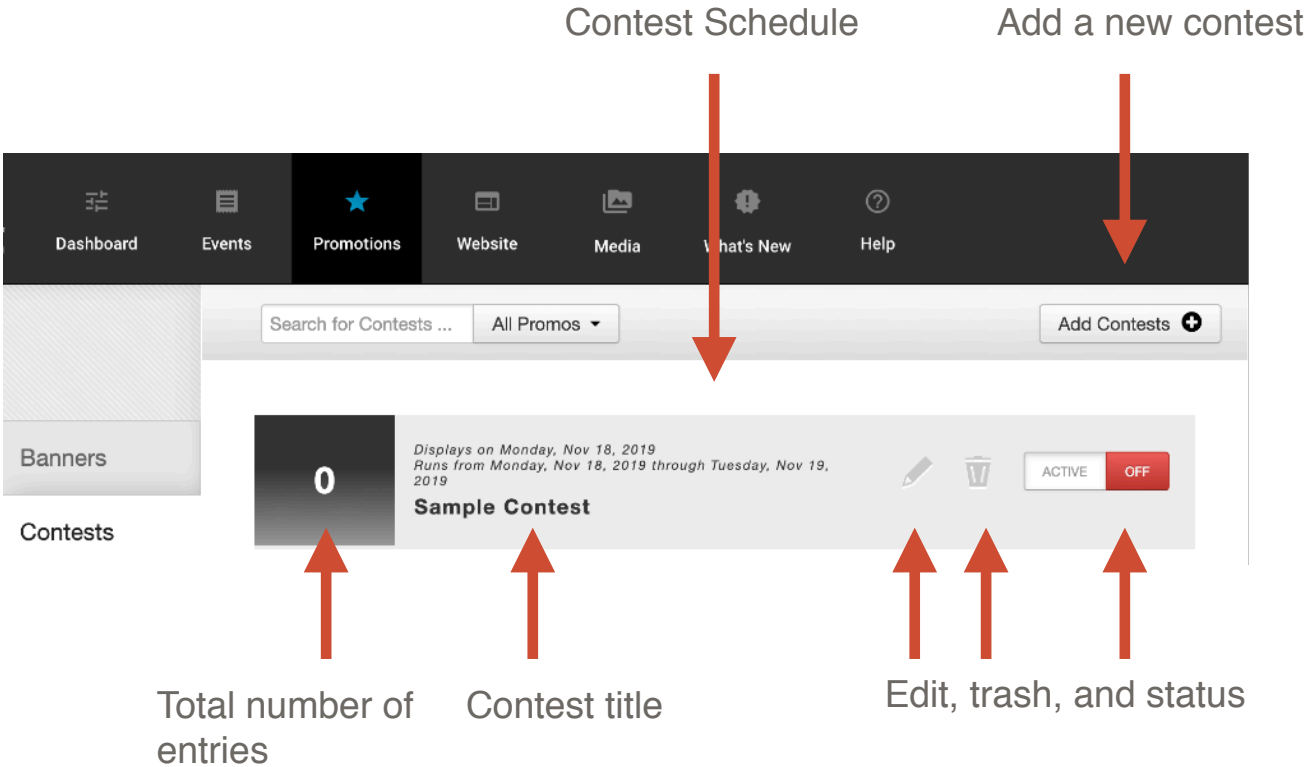 Contest Schedule
Add a new contest
Dashboard
Events
Promotions
Website
Media
What's New
Help
Search for Contests ...
All Promos
Add Contests
Banners
Contests
0
Displays on Monday, Nov 18, 2019
Runs from Monday, Nov 18, 2019 through Tuesday, Nov 19,
2019
Sample Contest
ACTIVE
OFF
Total number of
entries
Contest title
Edit, trash, and status